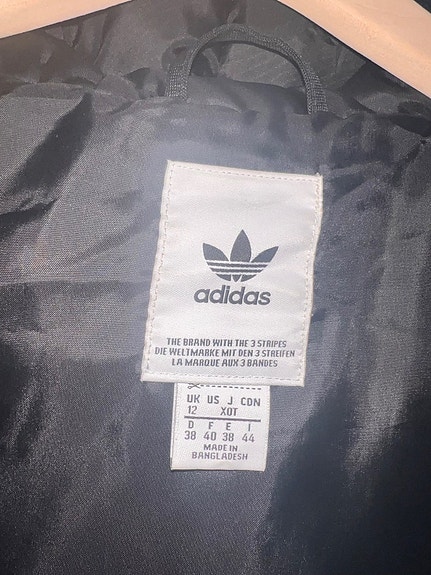 adidas
THE BRAND WITH THE 3 STRIPES
DIE WELTMARKE MIT DEN 3 STREIFEN
LA MARQUE AUX 3 BANDES
UK US J CDN
12 XOT
D F E I
38 40 38 44
MADE IN
BANGLADESH